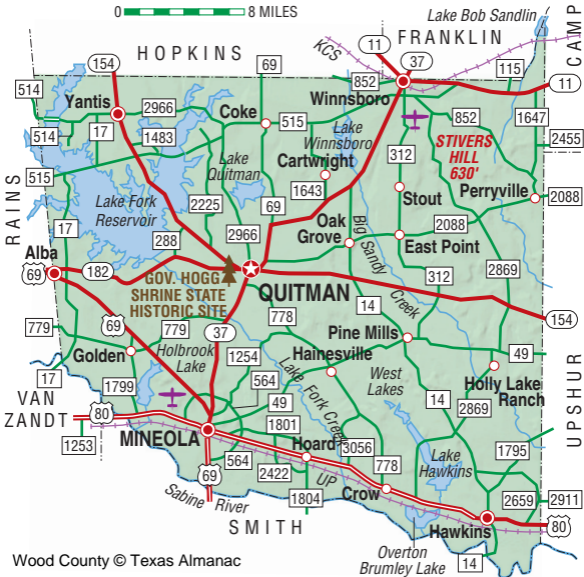 0 8 MILES
Lake Bob Sandlin
CAMP
HOPKINS
KCS
FRANKLIN
11
37
154
69
852
115
11
514
Yantis
2966
Coke
515
Winnsboro
852
1647
514
17
1483
Lake
Winnsboro
312
STIVERS
HILL
630'
2455
515
Lake
Quitman
Cartwright
1643
Stout
Perryville
2088
RAINS
Lake Fork
Reservoir
2225
69
17
288
2966
Oak
Grove
Big Sandy
Creek
2088
East Point
Alba
69
182
GOV. HOGG
SHRINE STATE
HISTORIC SITE
QUITMAN
312
2869
14
154
779
69
779
37
778
Pine Mills
Golden
Holbrook
Lake
1254
Hainesville
49
17
1799
564
Lake Fork Creek
West
Lakes
Holly Lake
Ranch
VAN
ZANDT
80
49
14
2869
UPSHUR
1253
MINEOLA
1801
Hoard
3056
Lake
Hawkins
1795
564
2422
UP
778
69
Sabine River
1804
Crow
2659
2911
SMITH
Hawkins
80
Overton
Brumley Lake
14
Wood County © Texas Almanac